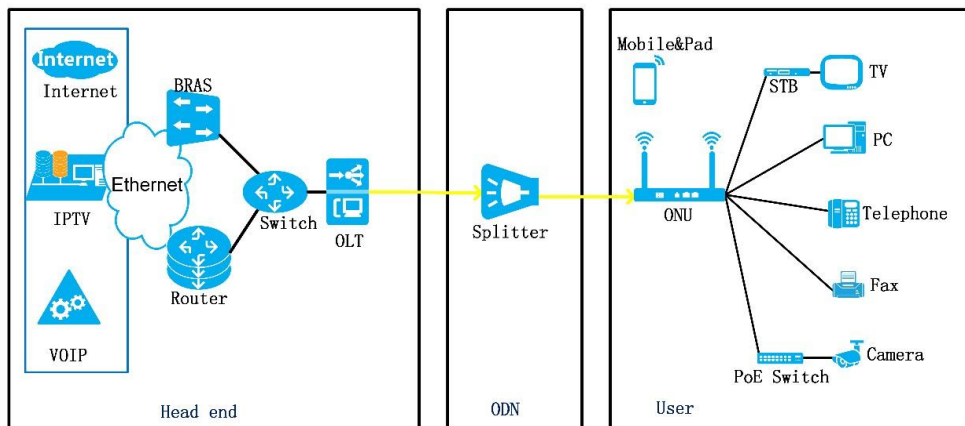 Internet
Internet
IPTV
VOIP
Ethernet
BRAS
Router
Switch
OLT
Head end
Splitter
ODN
Mobile&Pad
ONU
STB
TV
PC
Telephone
Fax
PoE Switch
Camera
User